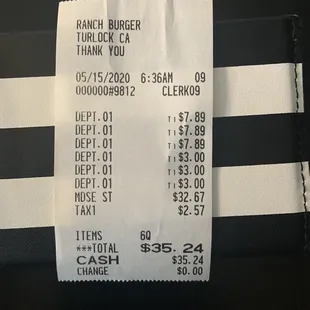 RANCH BURGER
TURLOCK CA
THANK YOU
05/15/2020 6:36AM 09
000000#9812 CLERK09
DEPT.01 T1$7.89
DEPT.01 T1$7.89
DEPT.01 T1$7.89
DEPT.01 T1$3.00
DEPT.01 T1$3.00
DEPT.01 T1$3.00
MDSE ST $32.67
TAX1 $2.57
ITEMS 6Q
***TOTAL $35.24
CASH $35.24
CHANGE $0.00